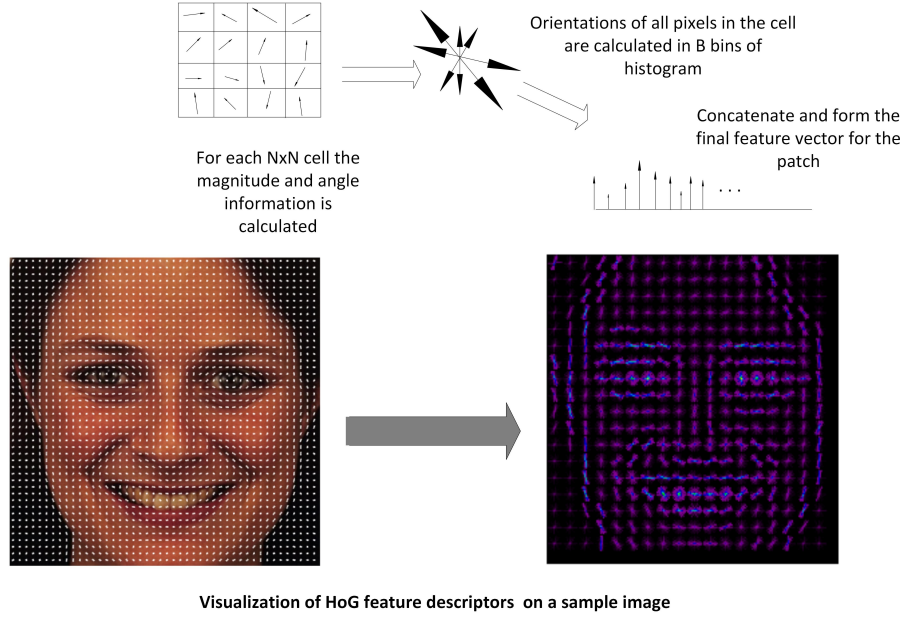 Orientations of all pixels in the cell
are calculated in B bins of
histogram
Concatenate and form the
final feature vector for the
patch
For each NxN cell the
magnitude and angle
information is
calculated
. . .
Visualization of HoG feature descriptors on a sample image